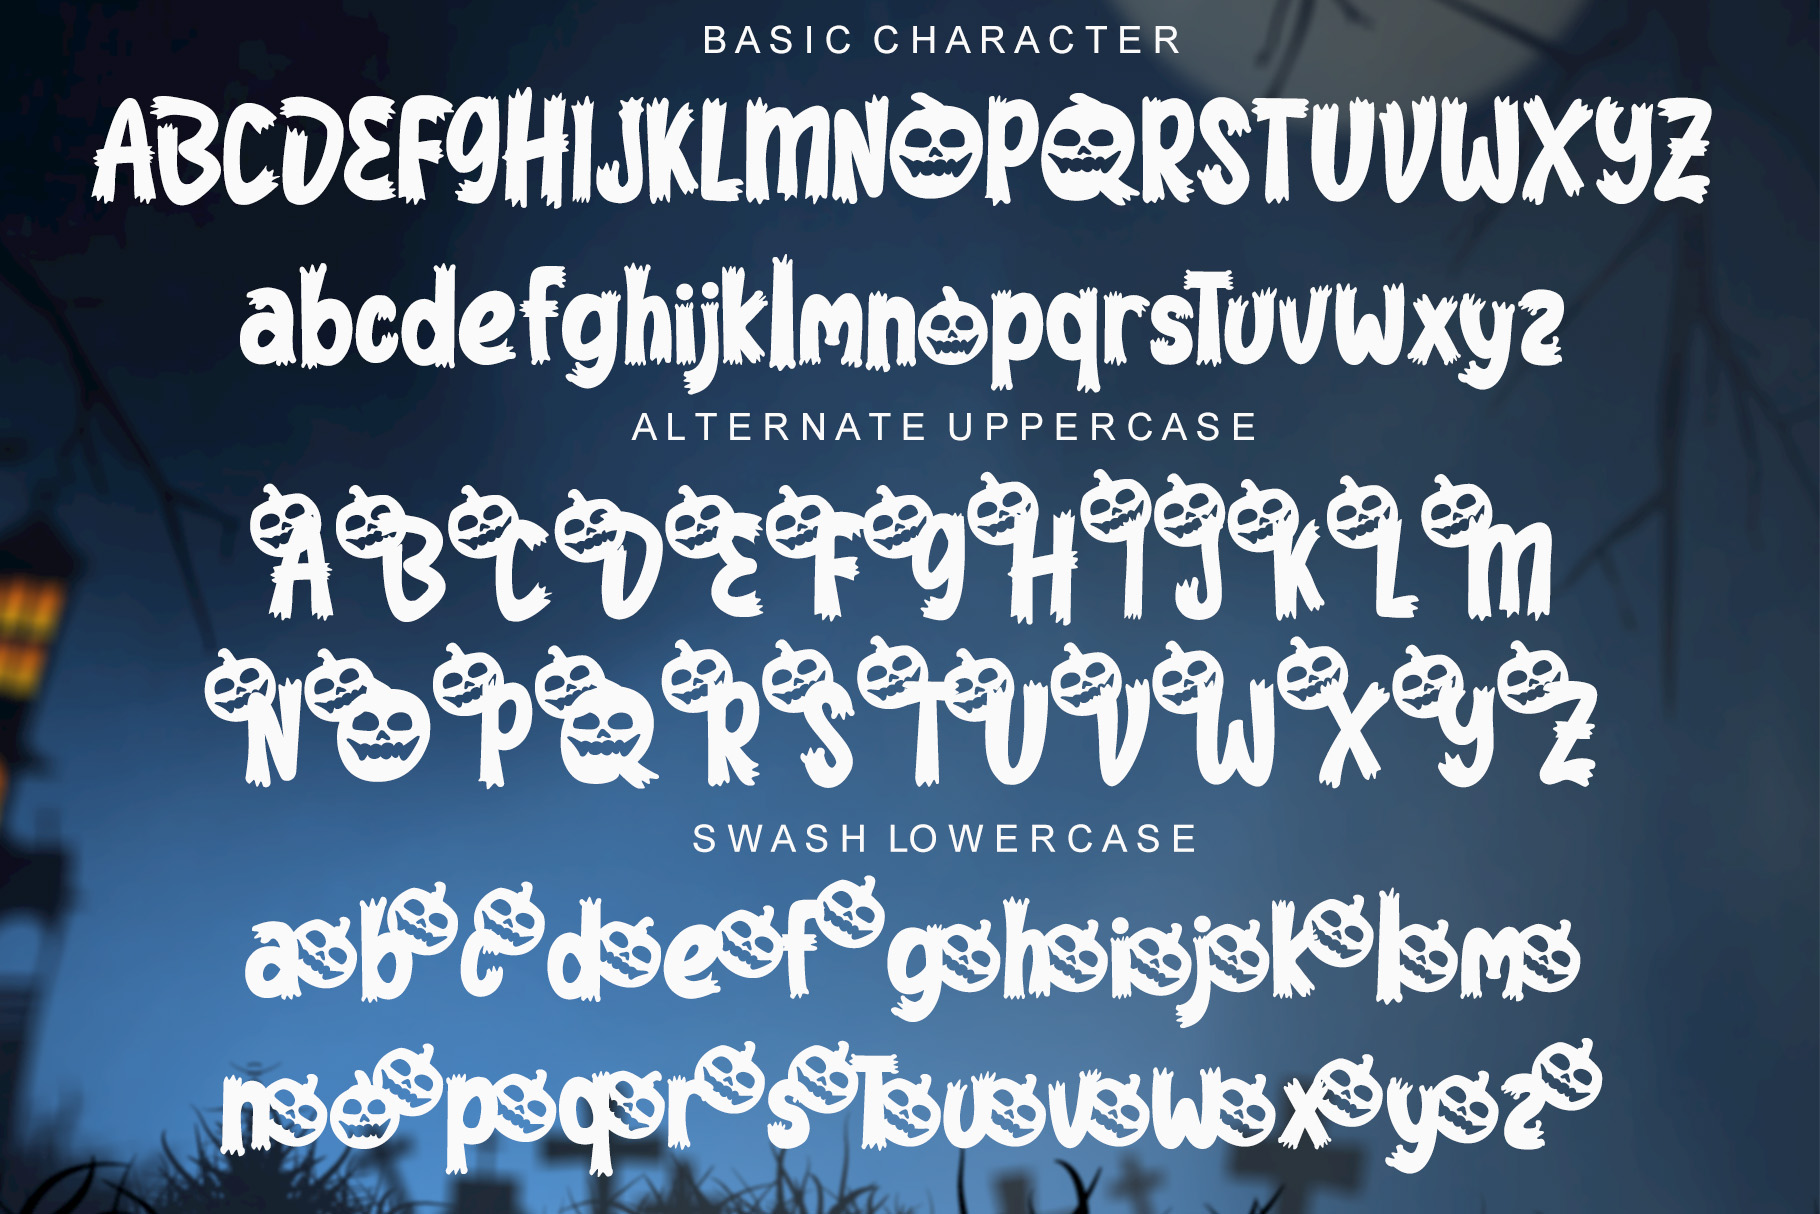 BASIC CHARACTER
ABCDEFgHIJKLmNOPQRSTUVWXYZ
abcdefghijklmnopqrsTuvwxyz
ALTERNATE UPPERCASE
ABCDEFgHIJKLm
NOPQRSTUVWXYZ
SWASH LOWERCASE
abcdefghijklm
nopqrsTuvwxyz